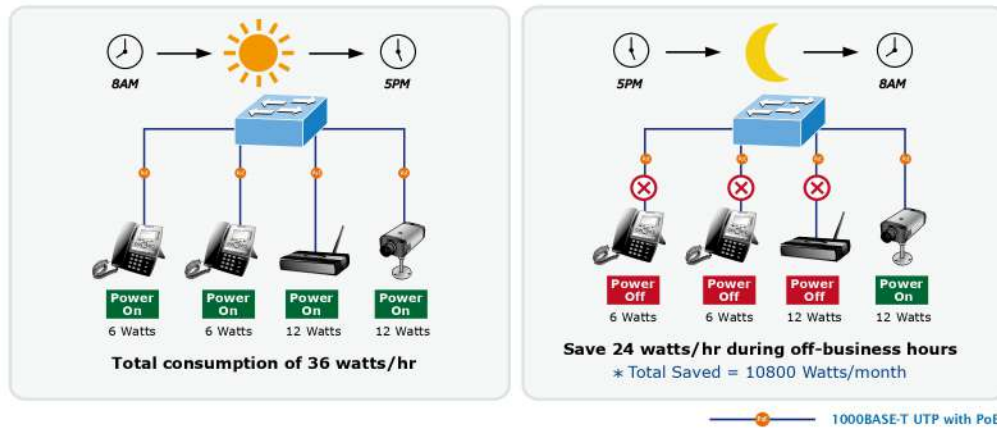 8AM
5PM
Power On
6 Watts
Power On
6 Watts
Power On
12 Watts
Power On
12 Watts
Total consumption of 36 watts/hr
5PM
8AM
Power Off
6 Watts
Power Off
6 Watts
Power Off
12 Watts
Power On
12 Watts
Save 24 watts/hr during off-business hours
* Total Saved = 10800 Watts/month
1000BASE-T UTP with PoE